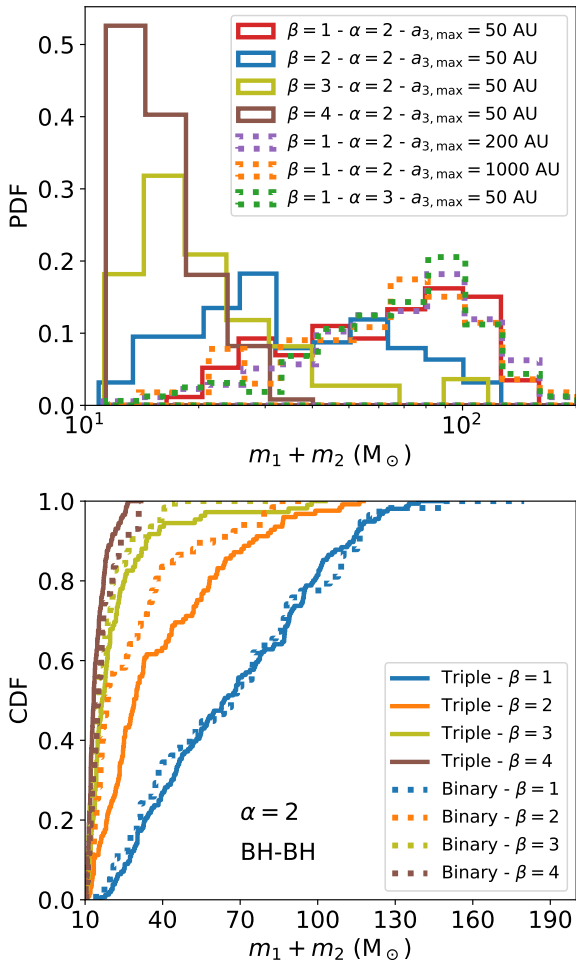 β = 1 - α = 2 - a₃,max = 50 AU
β = 2 - α = 2 - a₃,max = 50 AU
β = 3 - α = 2 - a₃,max = 50 AU
β = 4 - α = 2 - a₃,max = 50 AU
β = 1 - α = 2 - a₃,max = 200 AU
β = 1 - α = 2 - a₃,max = 1000 AU
β = 1 - α = 3 - a₃,max = 50 AU
PDF
0.5
0.4
0.3
0.2
0.1
0.0
10¹
10²
m₁ + m₂ (M⊙)
CDF
1.0
0.8
0.6
0.4
0.2
0.0
Triple - β = 1
Triple - β = 2
Triple - β = 3
Triple - β = 4
Binary - β = 1
Binary - β = 2
Binary - β = 3
Binary - β = 4
α = 2
BH-BH
10 40 70 100 130 160 190
m₁ + m₂ (M⊙)